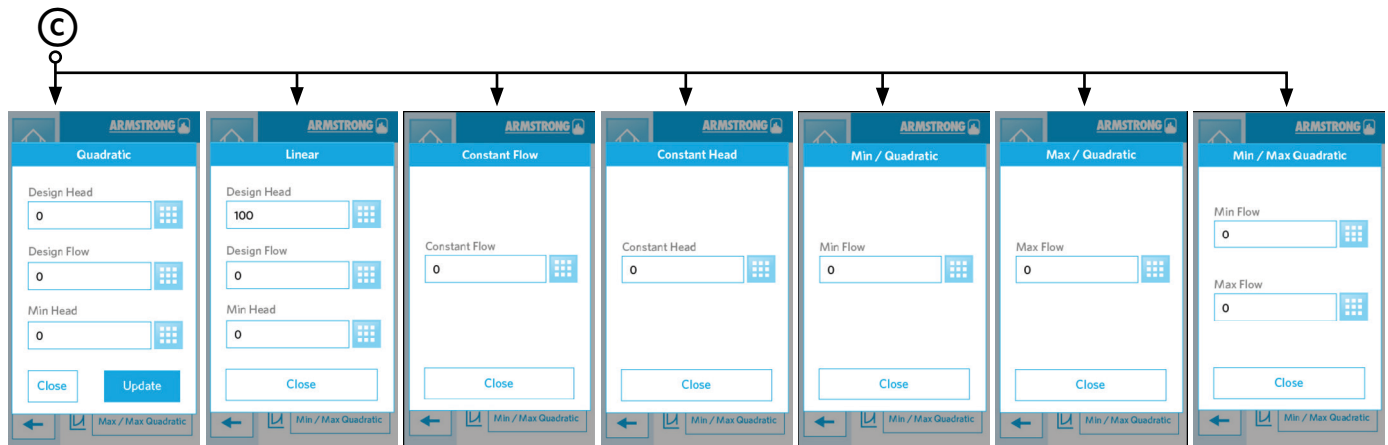 C
ARMSTRONG
Quadratic
Design Head
0
Design Flow
0
Min Head
0
Close
Update
Max / Max Quadratic
ARMSTRONG
Linear
Design Head
100
Design Flow
0
Min Head
0
Close
Min / Max Quadratic
ARMSTRONG
Constant Flow
Constant Flow
0
Close
Min / Max Quadratic
ARMSTRONG
Constant Head
Constant Head
0
Close
Min / Max Quadratic
ARMSTRONG
Min / Quadratic
Min Flow
0
Close
Min / Max Quadratic
ARMSTRONG
Max / Quadratic
Max Flow
0
Close
Min / Max Quadratic
ARMSTRONG
Min / Max Quadratic
Min Flow
0
Max Flow
0
Close
Min / Max Quadratic